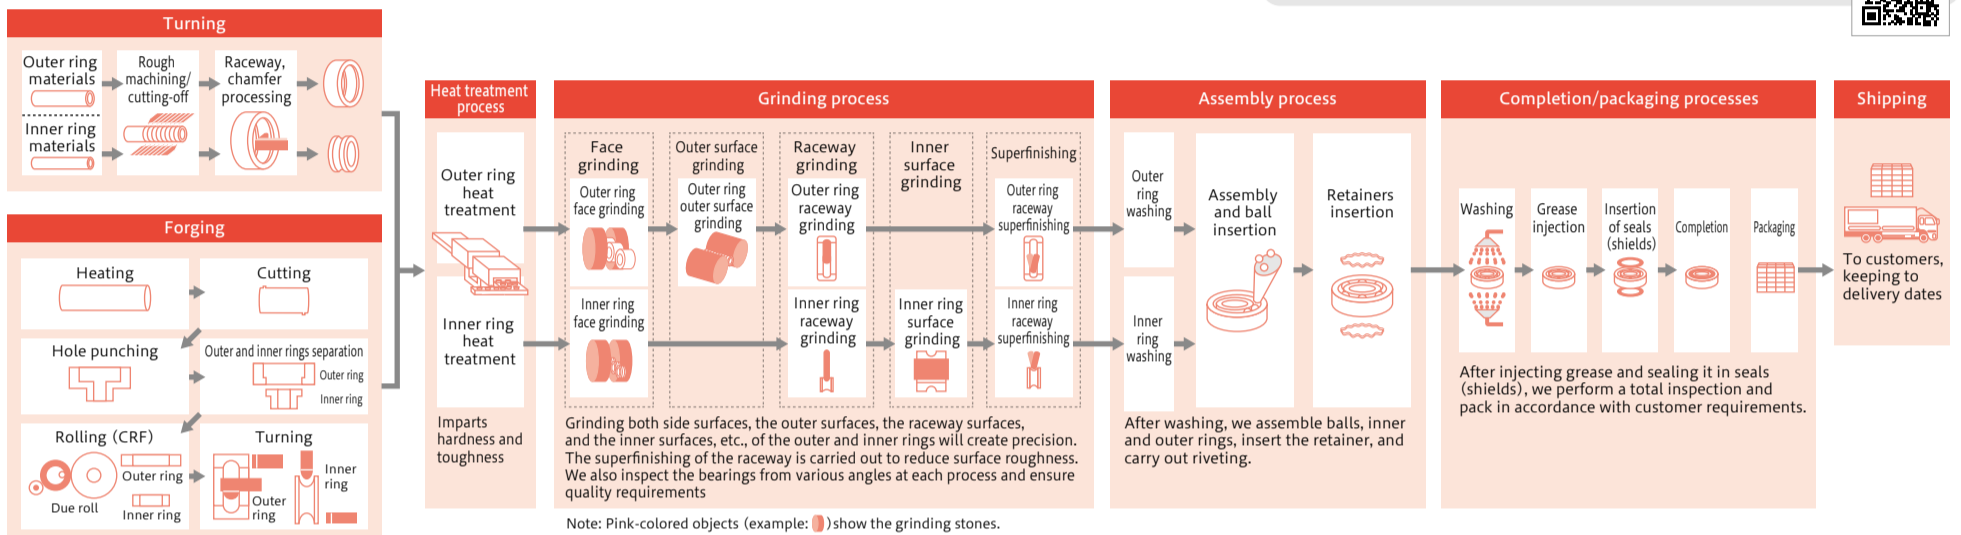 Turning
Outer ring
materials
Inner ring
materials
Rough
machining/
cutting-off
Raceway,
chamfer
processing
Forging
Heating
Cutting
Hole punching
Outer and inner rings separation
Outer ring
Inner ring
Rolling (CRF)
Outer ring
Due roll
Inner ring
Turning
Inner
ring
Outer
ring
Heat treatment
process
Outer ring
heat
treatment
Inner ring
heat
treatment
Imparts
hardness and
toughness
Grinding process
Face
grinding
Outer ring
face grinding
Inner ring
face grinding
Outer surface
grinding
Outer ring
outer surface
grinding
Raceway
grinding
Outer ring
raceway
grinding
Inner ring
raceway
grinding
Inner
surface
grinding
Inner ring
surface
grinding
Superfinishing
Outer ring
raceway
superfinishing
Inner ring
raceway
superfinishing
Grinding both side surfaces, the outer surfaces, the raceway surfaces,
and the inner surfaces, etc., of the outer and inner rings will create precision.
The superfinishing of the raceway is carried out to reduce surface roughness.
We also inspect the bearings from various angles at each process and ensure
quality requirements
Note: Pink-colored objects (example: ) show the grinding stones.
Assembly process
Outer
ring
washing
Inner
ring
washing
Assembly
and ball
insertion
Retainers
insertion
After washing, we assemble balls, inner
and outer rings, insert the retainer, and
carry out riveting.
Completion/packaging processes
Washing
Grease
injection
Insertion
of seals
(shields)
Completion
Packaging
After injecting grease and sealing it in seals
(shields), we perform a total inspection and
pack in accordance with customer requirements.
Shipping
To customers,
keeping to
delivery dates